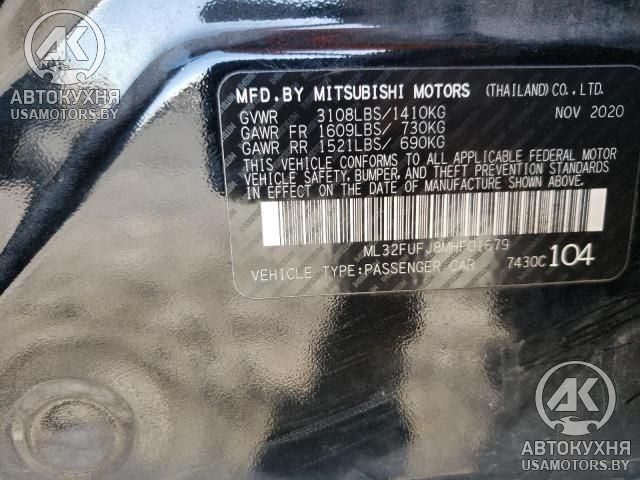 MFD.BY MITSUBISHI MOTORS (THAILAND)CO.,LTD.
GVWR 3108LBS/1410KG NOV 2020
GAWR FR 1609LBS/ 730KG
GAWR RR 1521LBS/ 690KG
THIS VEHICLE CONFORMS TO ALL APPLICABLE FEDERAL MOTOR
VEHICLE SAFETY, BUMPER, AND THEFT PREVENTION STANDARDS
IN EFFECT ON THE DATE OF MANUFACTURE SHOWN ABOVE.
ML32FUFJ8MHF01679
VEHICLE TYPE:PASSENGER CAR 7430C 104
АК
АВТОКУХНЯ
USAMOTORS.BY
АК
АВТОКУХНЯ
USAMOTORS.BY